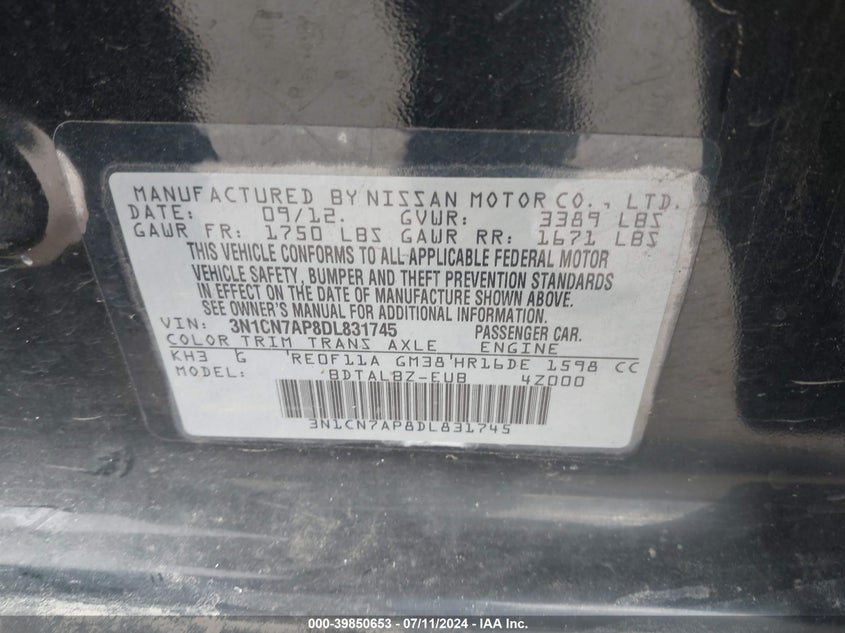 MANUFACTURED BY NISSAN MOTOR CO., LTD.
DATE: 09/12. GVWR: 3389 LBS
GAWR FR: 1750 LBS GAWR RR: 1671 LBS
THIS VEHICLE CONFORMS TO ALL APPLICABLE FEDERAL MOTOR
VEHICLE SAFETY, BUMPER AND THEFT PREVENTION STANDARDS
IN EFFECT ON THE DATE OF MANUFACTURE SHOWN ABOVE.
SEE OWNER'S MANUAL FOR ADDITIONAL INFORMATION.
VIN: 3N1CN7AP8DL831745 PASSENGER CAR.
COLOR TRIM TRANS AXLE ENGINE
KH3 G RE0F11A GM38 HR16DE 1598 CC
MODEL: BDTALBZ-EUB 4Z000
3N1CN7AP8DL831745
000-39850653 - 07/11/2024 - IAA Inc.